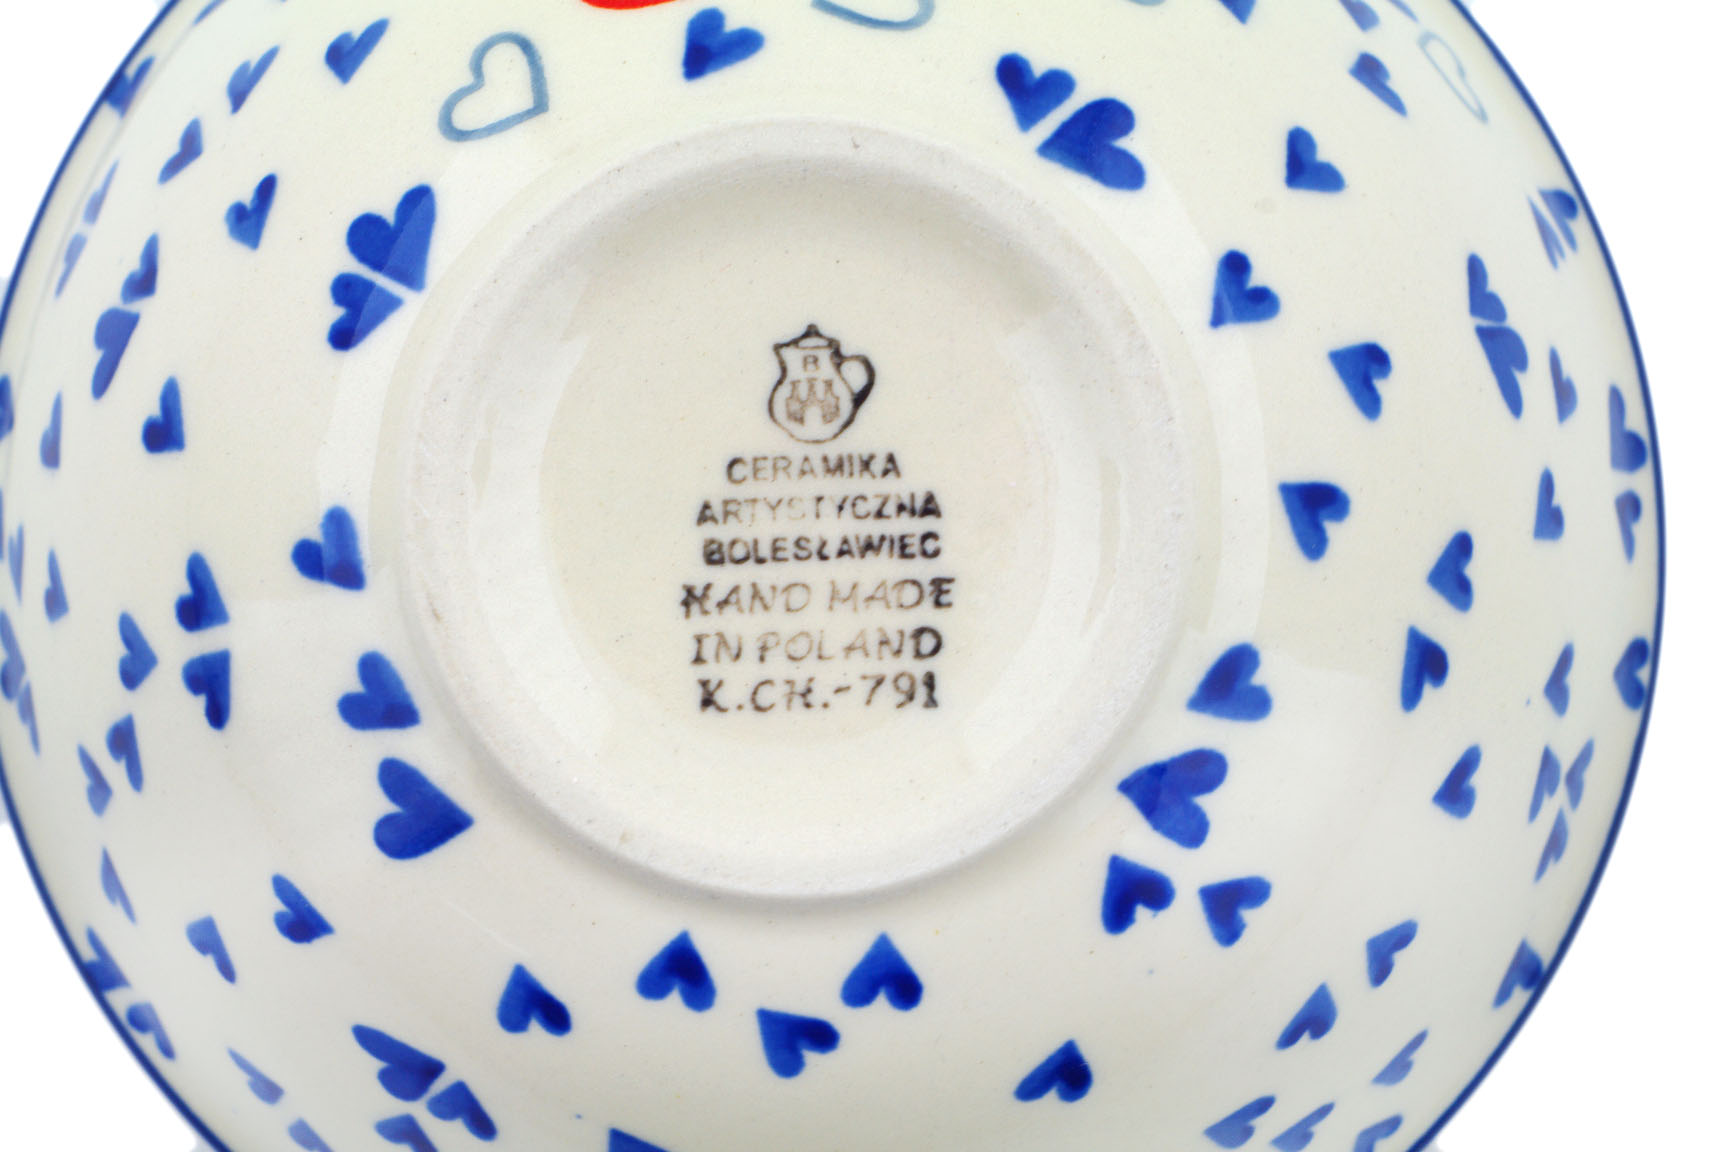 B
CERAMIKA
ARTYSTYCZNA
BOLESŁAWIEC
HAND MADE
IN POLAND
K.CH.-791